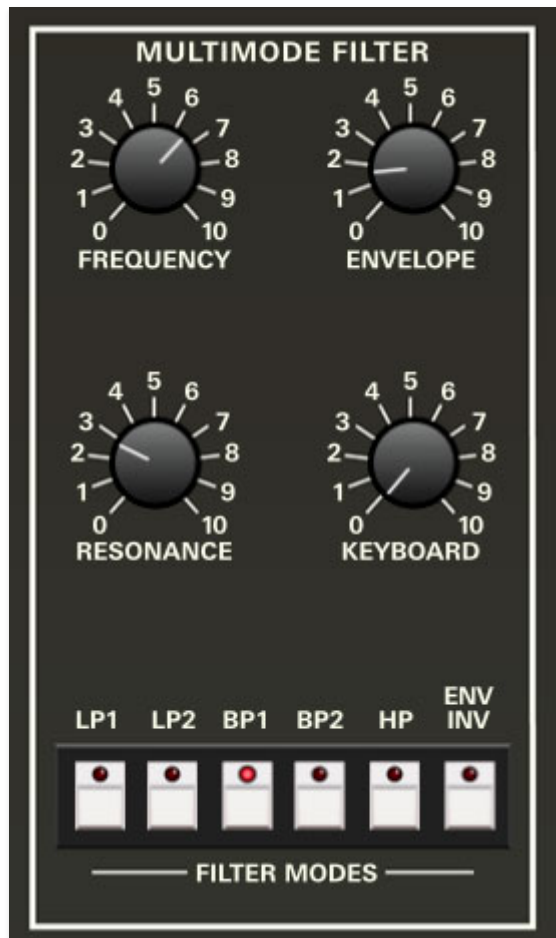 MULTIMODE FILTER
0 1 2 3 4 5 6 7 8 9 10
FREQUENCY
0 1 2 3 4 5 6 7 8 9 10
ENVELOPE
0 1 2 3 4 5 6 7 8 9 10
RESONANCE
0 1 2 3 4 5 6 7 8 9 10
KEYBOARD
LP1 LP2 BP1 BP2 HP ENV INV
FILTER MODES